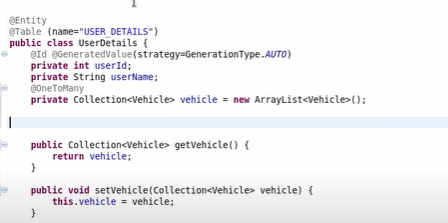 @Entity
@Table (name="USER_DETAILS")
public class UserDetails {
@Id @GeneratedValue(strategy=GenerationType.AUTO)
private int userId;
private String userName;
@OneToMany
private Collection<Vehicle> vehicle = new ArrayList<Vehicle>();
public Collection<Vehicle> getVehicle() {
return vehicle;
}
public void setVehicle(Collection<Vehicle> vehicle) {
this.vehicle = vehicle;
}